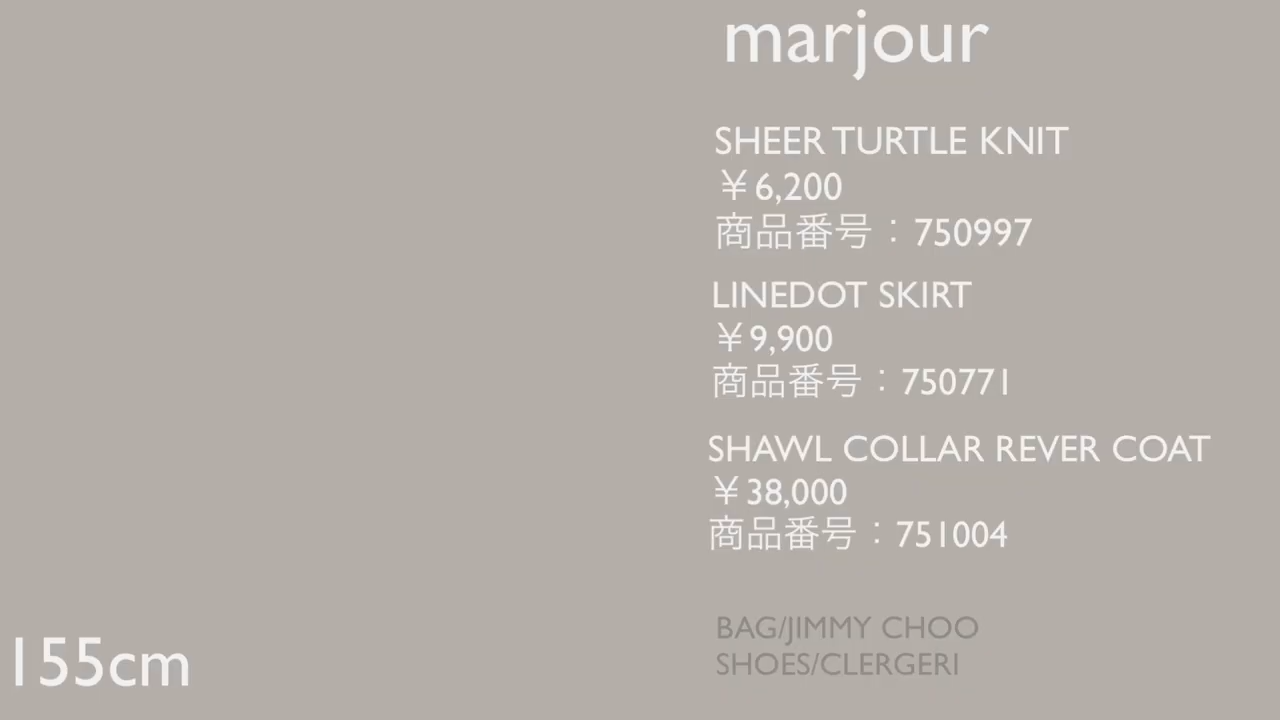 marjour
SHEER TURTLE KNIT
￥6,200
商品番号：750997
LINEDOT SKIRT
￥9,900
商品番号：750771
SHAWL COLLAR REVER COAT
￥38,000
商品番号：751004
BAG/JIMMY CHOO
SHOES/CLERGERI
155cm